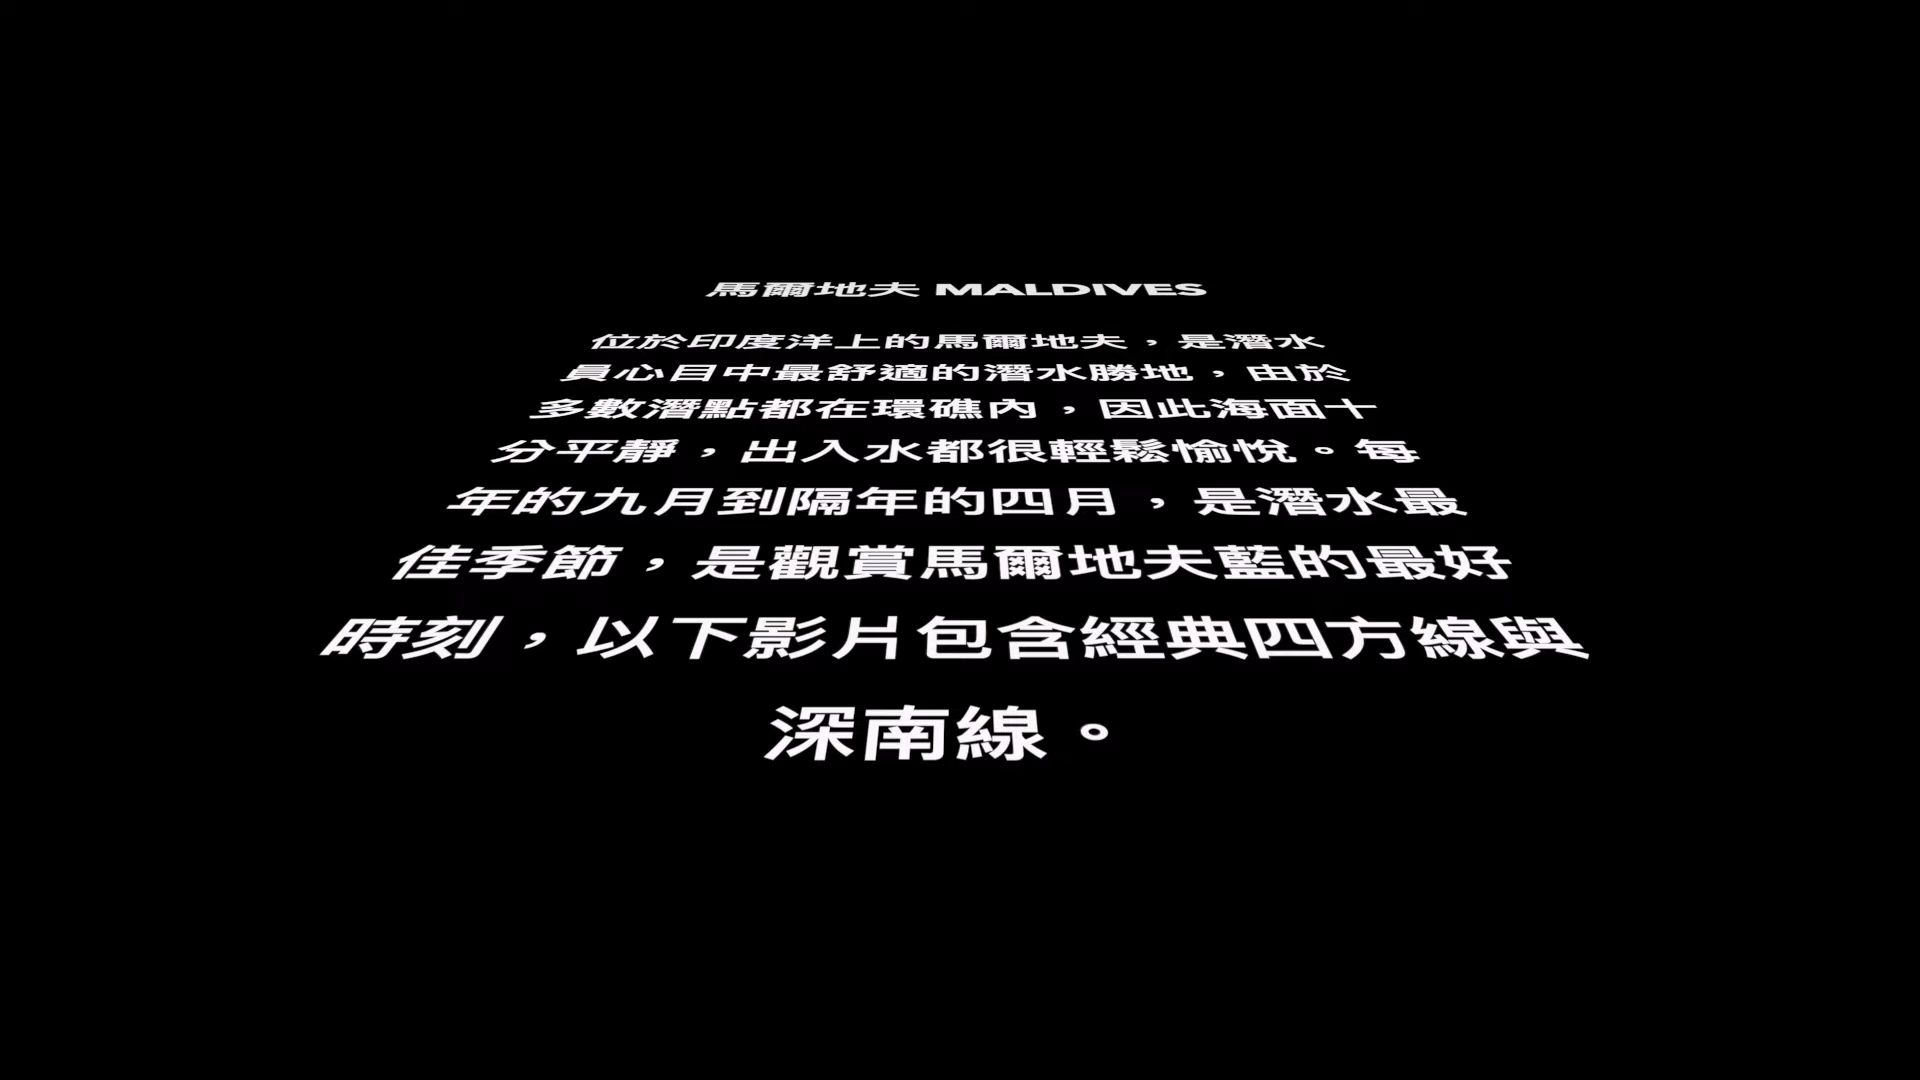 馬爾地夫 MALDIVES
位於印度洋上的馬爾地夫，是潛水
員心目中最舒適的潛水勝地，由於
多數潛點都在環礁內，因此海面十
分平靜，出入水都很輕鬆愉悅。每
年的九月到隔年的四月，是潛水最
佳季節，是觀賞馬爾地夫藍的最好
時刻，以下影片包含經典四方線與
深南線。